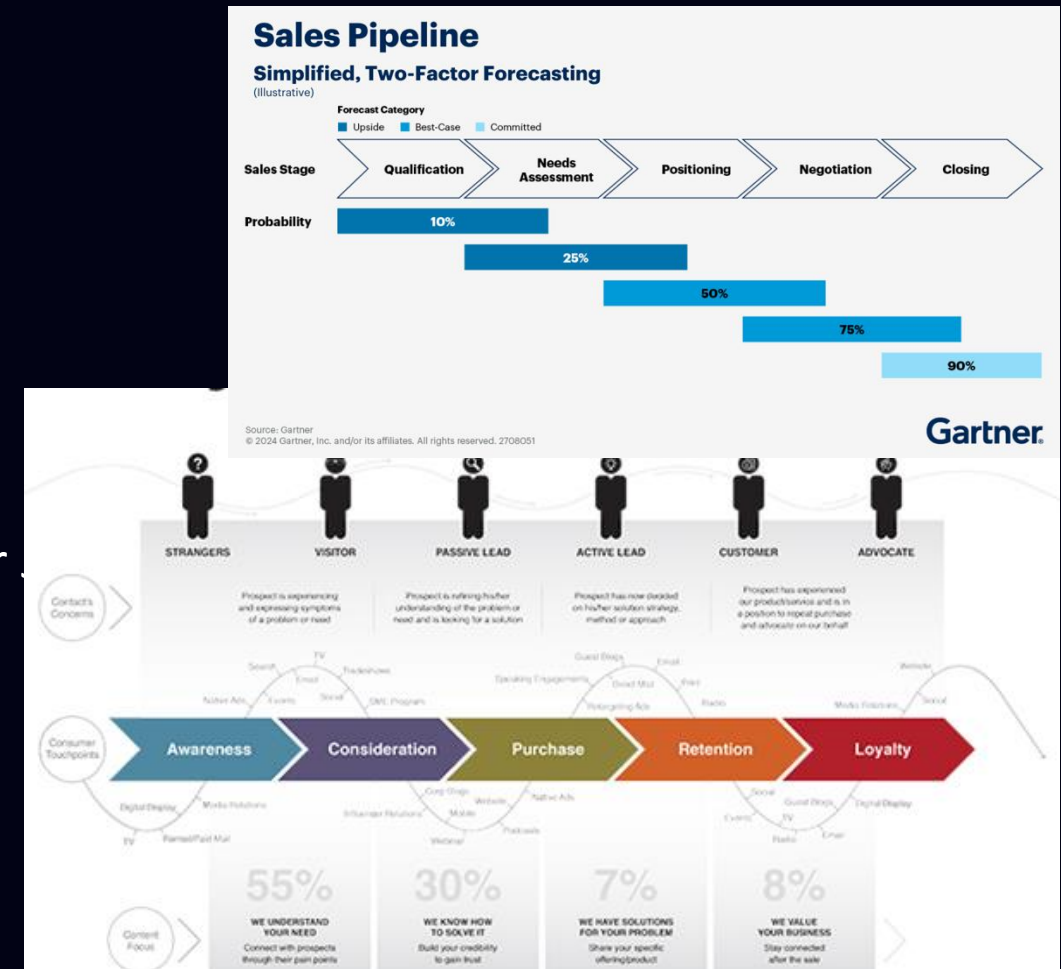 Sales Pipeline
Simplified, Two-Factor Forecasting
(Illustrative)
Forecast Category
Upside Best-Case Committed
Sales Stage Qualification Needs Assessment Positioning Negotiation Closing
Probability 10%
25%
50%
75%
90%
Source: Gartner
© 2024 Gartner, Inc. and/or its affiliates. All rights reserved. 2708051
Gartner
STRANGERS VISITOR PASSIVE LEAD ACTIVE LEAD CUSTOMER ADVOCATE
Contact's
Concerns
Prospect is experiencing
and expressing symptoms
of a problem or need
Prospect is refining his/her
understanding of the problem or
need and is looking for a solution
Prospect has now decided
on his/her solution strategy,
method or approach
Prospect has experienced
our product/service and is in
a position to repeat purchase
and advocate on our behalf
Search
TV
Tradeshows
Email
Native Ads
Events
Social
Speaking Engagements
Guest Blogs
Email
Direct Mail
Print
Retargeting Ads
Radio
Website
Media Relations
Social
Consumer
Touchpoints
Awareness Consideration Purchase Retention Loyalty
Digital Display
Media Relations
TV
Influencer Relations
Website
Native Ads
Mobile
Podcasts
Webinar
Social
Guest Blogs
Digital Display
Events
TV
Email
Radio
55% 30% 7% 8%
Content
Focus
WE UNDERSTAND
YOUR NEED
Connect with prospects
through their pain points
WE KNOW HOW
TO SOLVE IT
Build your credibility
to gain trust
WE HAVE SOLUTIONS
FOR YOUR PROBLEM
Share your specific
offering/product
WE VALUE
YOUR BUSINESS
Stay connected
after the sale